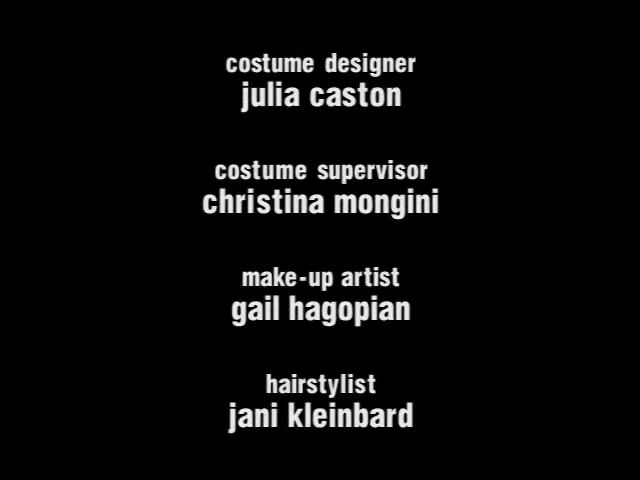 costume designer
julia caston
costume supervisor
christina mongini
make-up artist
gail hagopian
hairstylist
jani kleinbard